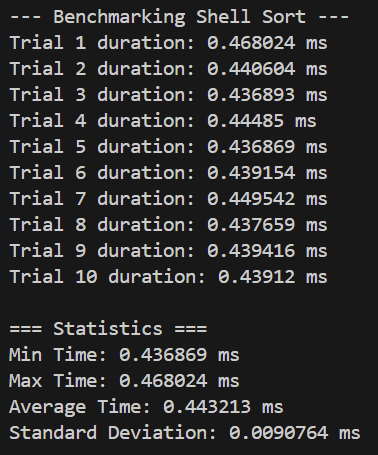 --- Benchmarking Shell Sort ---
Trial 1 duration: 0.468024 ms
Trial 2 duration: 0.440604 ms
Trial 3 duration: 0.436893 ms
Trial 4 duration: 0.44485 ms
Trial 5 duration: 0.436869 ms
Trial 6 duration: 0.439154 ms
Trial 7 duration: 0.449542 ms
Trial 8 duration: 0.437659 ms
Trial 9 duration: 0.439416 ms
Trial 10 duration: 0.43912 ms
=== Statistics ===
Min Time: 0.436869 ms
Max Time: 0.468024 ms
Average Time: 0.443213 ms
Standard Deviation: 0.0090764 ms